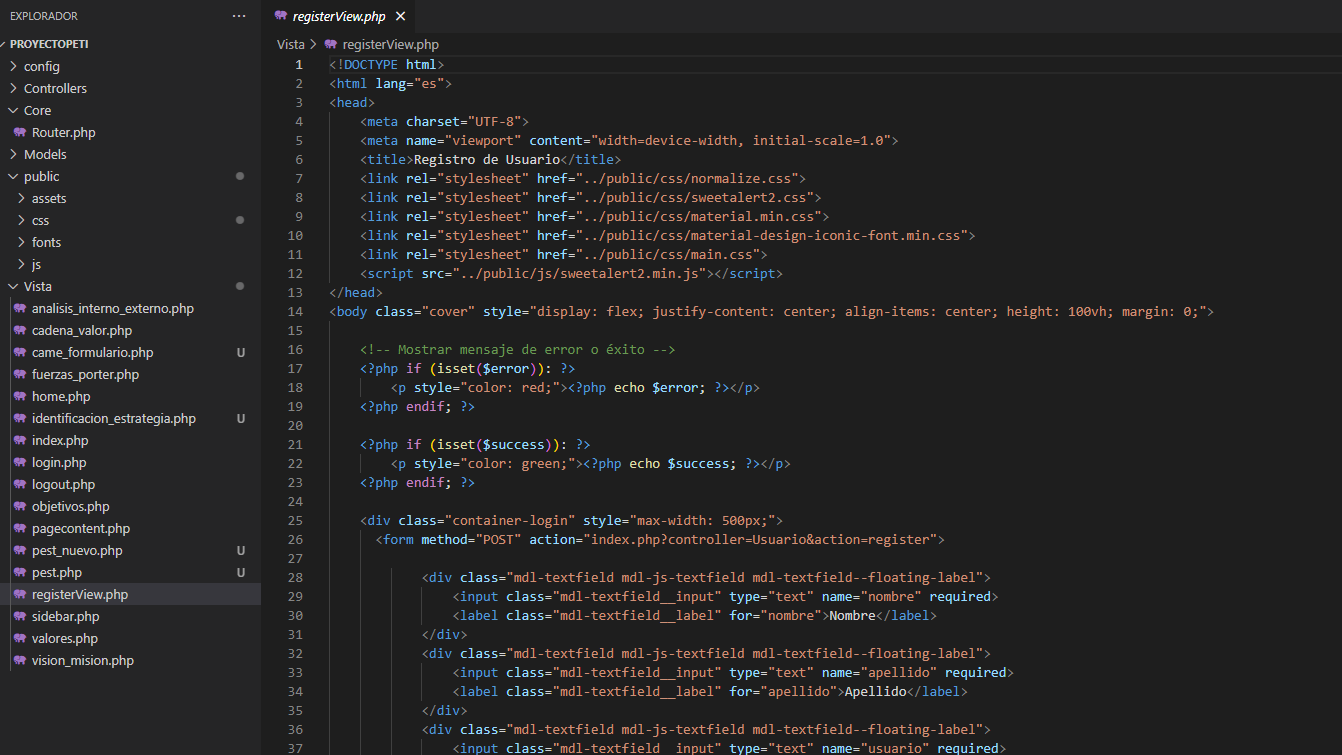 EXPLORADOR
···
PROYECTOPETI
config
Controllers
Core
Router.php
Models
public
assets
css
fonts
js
Vista
analisis_interno_externo.php
cadena_valor.php
came_formulario.php U
fuerzas_porter.php
home.php
identificacion_estrategia.php U
index.php
login.php
logout.php
objetivos.php
pagecontent.php
pest_nuevo.php U
pest.php U
registerView.php
sidebar.php
valores.php
vision_mision.php
registerView.php
Vista > registerView.php
1 <!DOCTYPE html>
2 <html lang="es">
3 <head>
4 <meta charset="UTF-8">
5 <meta name="viewport" content="width=device-width, initial-scale=1.0">
6 <title>Registro de Usuario</title>
7 <link rel="stylesheet" href="../public/css/normalize.css">
8 <link rel="stylesheet" href="../public/css/sweetalert2.css">
9 <link rel="stylesheet" href="../public/css/material.min.css">
10 <link rel="stylesheet" href="../public/css/material-design-iconic-font.min.css">
11 <link rel="stylesheet" href="../public/css/main.css">
12 <script src="../public/js/sweetalert2.min.js"></script>
13 </head>
14 <body class="cover" style="display: flex; justify-content: center; align-items: center; height: 100vh; margin: 0;">
15
16 <!-- Mostrar mensaje de error o éxito -->
17 <?php if (isset($error)): ?>
18 <p style="color: red;"><?php echo $error; ?></p>
19 <?php endif; ?>
20
21 <?php if (isset($success)): ?>
22 <p style="color: green;"><?php echo $success; ?></p>
23 <?php endif; ?>
24
25 <div class="container-login" style="max-width: 500px;">
26 <form method="POST" action="index.php?controller=Usuario&action=register">
27
28 <div class="mdl-textfield mdl-js-textfield mdl-textfield--floating-label">
29 <input class="mdl-textfield__input" type="text" name="nombre" required>
30 <label class="mdl-textfield__label" for="nombre">Nombre</label>
31 </div>
32 <div class="mdl-textfield mdl-js-textfield mdl-textfield--floating-label">
33 <input class="mdl-textfield__input" type="text" name="apellido" required>
34 <label class="mdl-textfield__label" for="apellido">Apellido</label>
35 </div>
36 <div class="mdl-textfield mdl-js-textfield mdl-textfield--floating-label">
37 <input class="mdl-textfield__input" type="text" name="usuario" required>